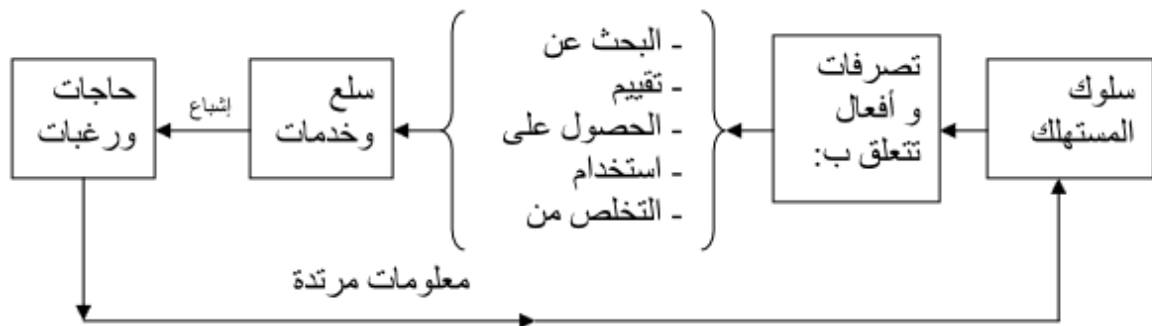 سلوك
المستهلك
تصرفات
و أفعال
تتعلق ب:
- البحث عن
- تقييم
- الحصول على
- استخدام
- التخلص من
سلع
وخدمات
إشباع
حاجات
ورغبات
معلومات مرتدة